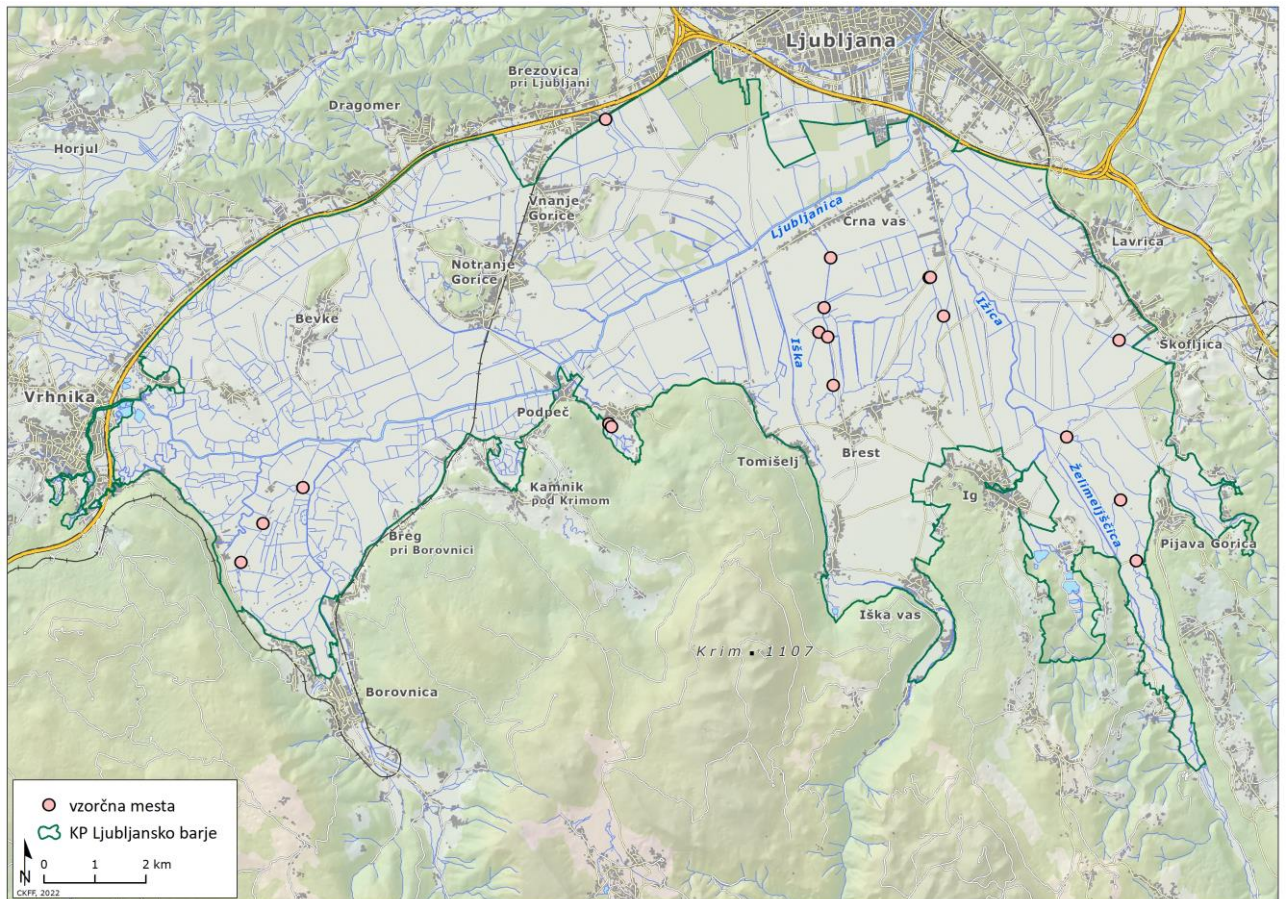 Ljubljana
Brezovica
pri Ljubljani
Dragomer
Horjul
Vnanje
Gorice
Ljubljanica
Črna vas
Lavrica
Notranje
Gorice
Bevke
Iška
Ižica
Škofljica
Vrhnika
Podpeč
Tomišelj
Brest
Kamnik
pod Krimom
Ig
Želimeljščica
Breg
pri Borovnici
Pijava Gorica
Iška vas
Krim 1107
Borovnica
vzorčna mesta
KP Ljubljansko barje
0 1 2 km
N
CKFF, 2022